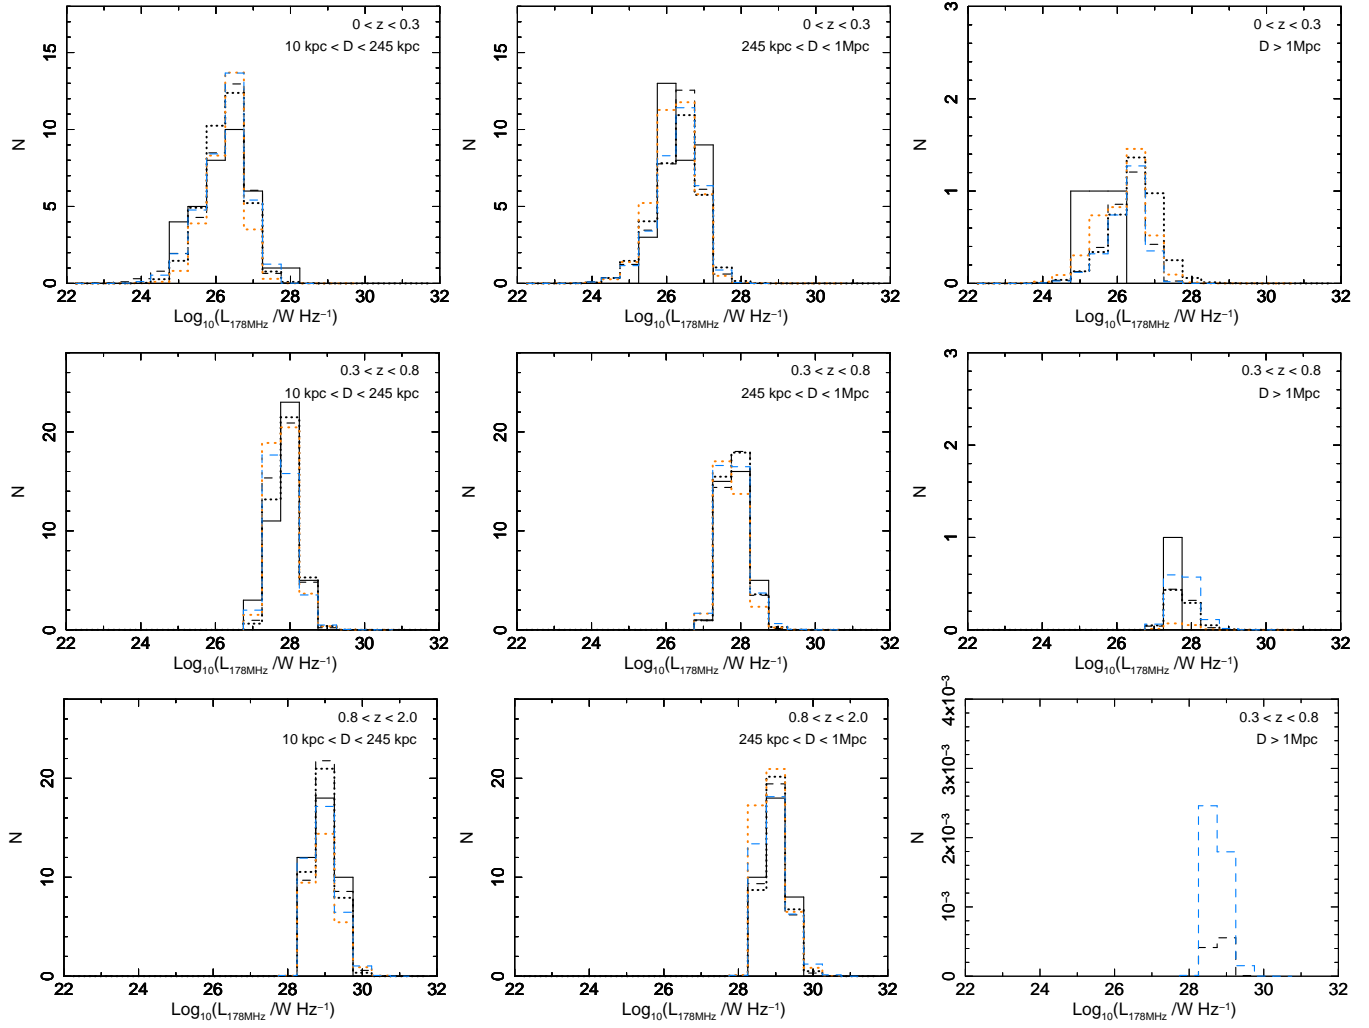 0 < z < 0.3
10 kpc < D < 245 kpc
N
0 5 10 15
22 24 26 28 30 32
Log₁₀(L₁₇₈MHz /W Hz⁻¹)
0 < z < 0.3
245 kpc < D < 1Mpc
N
0 5 10 15
22 24 26 28 30 32
Log₁₀(L₁₇₈MHz /W Hz⁻¹)
0 < z < 0.3
D > 1Mpc
N
0 1 2 3
22 24 26 28 30 32
Log₁₀(L₁₇₈MHz /W Hz⁻¹)
0.3 < z < 0.8
10 kpc < D < 245 kpc
N
0 10 20
22 24 26 28 30 32
Log₁₀(L₁₇₈MHz /W Hz⁻¹)
0.3 < z < 0.8
245 kpc < D < 1Mpc
N
0 10 20
22 24 26 28 30 32
Log₁₀(L₁₇₈MHz /W Hz⁻¹)
0.3 < z < 0.8
D > 1Mpc
N
0 1 2 3
22 24 26 28 30 32
Log₁₀(L₁₇₈MHz /W Hz⁻¹)
0.8 < z < 2.0
10 kpc < D < 245 kpc
N
0 10 20
22 24 26 28 30 32
Log₁₀(L₁₇₈MHz /W Hz⁻¹)
0.8 < z < 2.0
245 kpc < D < 1Mpc
N
0 10 20
22 24 26 28 30 32
Log₁₀(L₁₇₈MHz /W Hz⁻¹)
0.3 < z < 0.8
D > 1Mpc
N
0 10⁻³ 2×10⁻³ 3×10⁻³ 4×10⁻³
22 24 26 28 30 32
Log₁₀(L₁₇₈MHz /W Hz⁻¹)